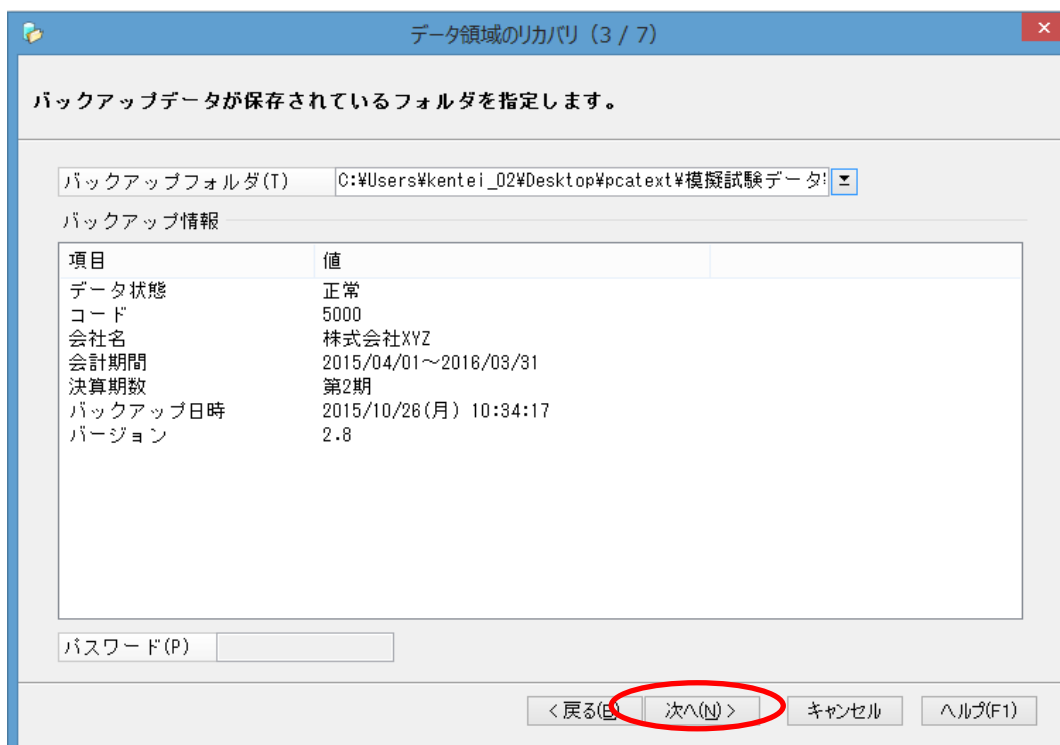 データ領域のリカバリ (3 / 7)
バックアップデータが保存されているフォルダを指定します。
バックアップフォルダ(T) C:¥Users¥kentei_02¥Desktop¥pcatext¥模擬試験データ
バックアップ情報
項目 値
データ状態 正常
コード 5000
会社名 株式会社XYZ
会計期間 2015/04/01～2016/03/31
決算期数 第2期
バックアップ日時 2015/10/26(月) 10:34:17
バージョン 2.8
パスワード(P)
< 戻る(B) 次へ(N) > キャンセル ヘルプ(F1)